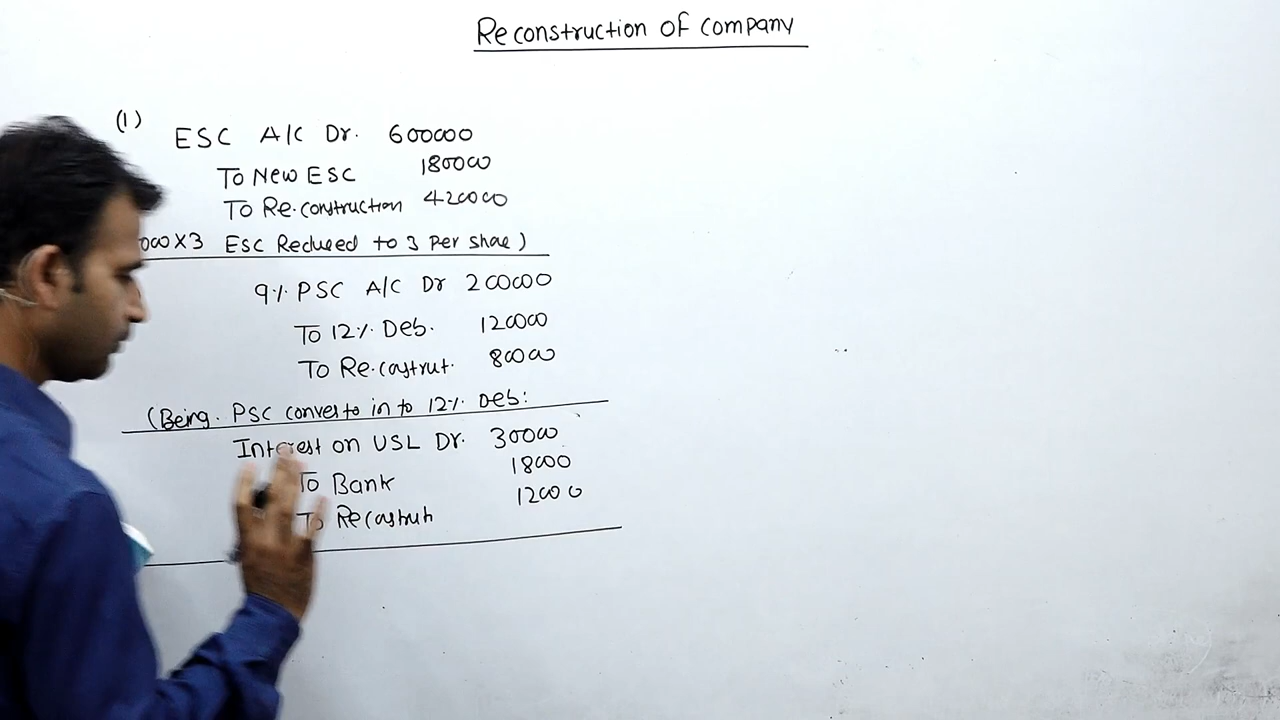 Reconstruction of company
(1)
ESC A/C Dr. 600000
To New ESC 180000
To Re.construction 420000
000X3 Esc Reduced to 3 Per share)
9% PSC A/C Dr 200000
To 12% Deb. 120000
To Re.castrut. 80000
(Being. PSC converto in to 12% Deb:
Interest on USL Dr. 30000
To Bank 18000
To Recastrut 12000